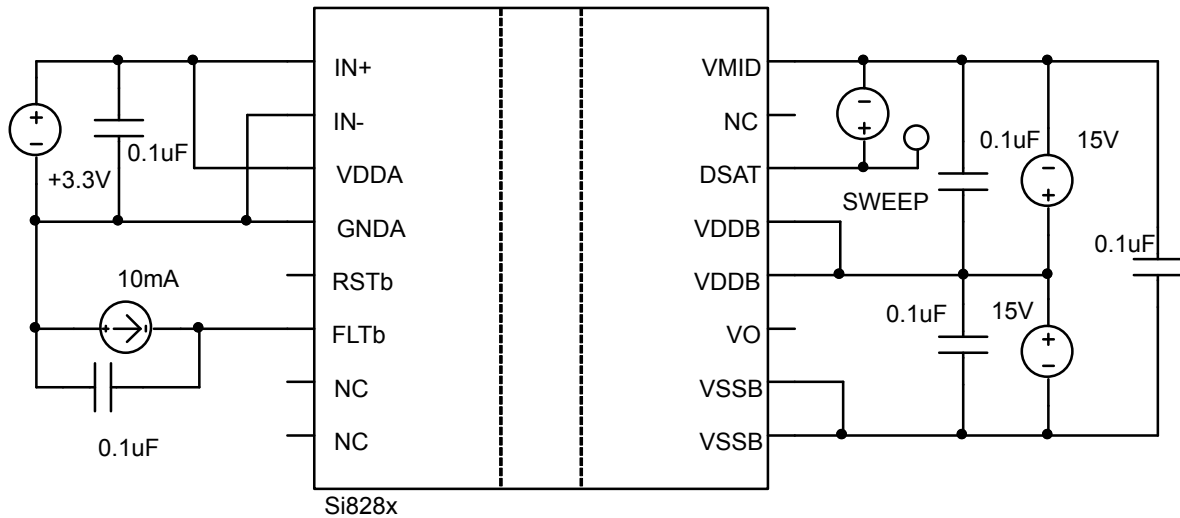 IN+
IN-
VDDA
GNDA
RSTb
FLTb
NC
NC
VMID
NC
DSAT
VDDB
VDDB
VO
VSSB
VSSB
+
-
+3.3V
0.1uF
10mA
+
-
0.1uF
-
+
SWEEP
0.1uF
15V
-
+
0.1uF
0.1uF
15V
+
-
Si828x